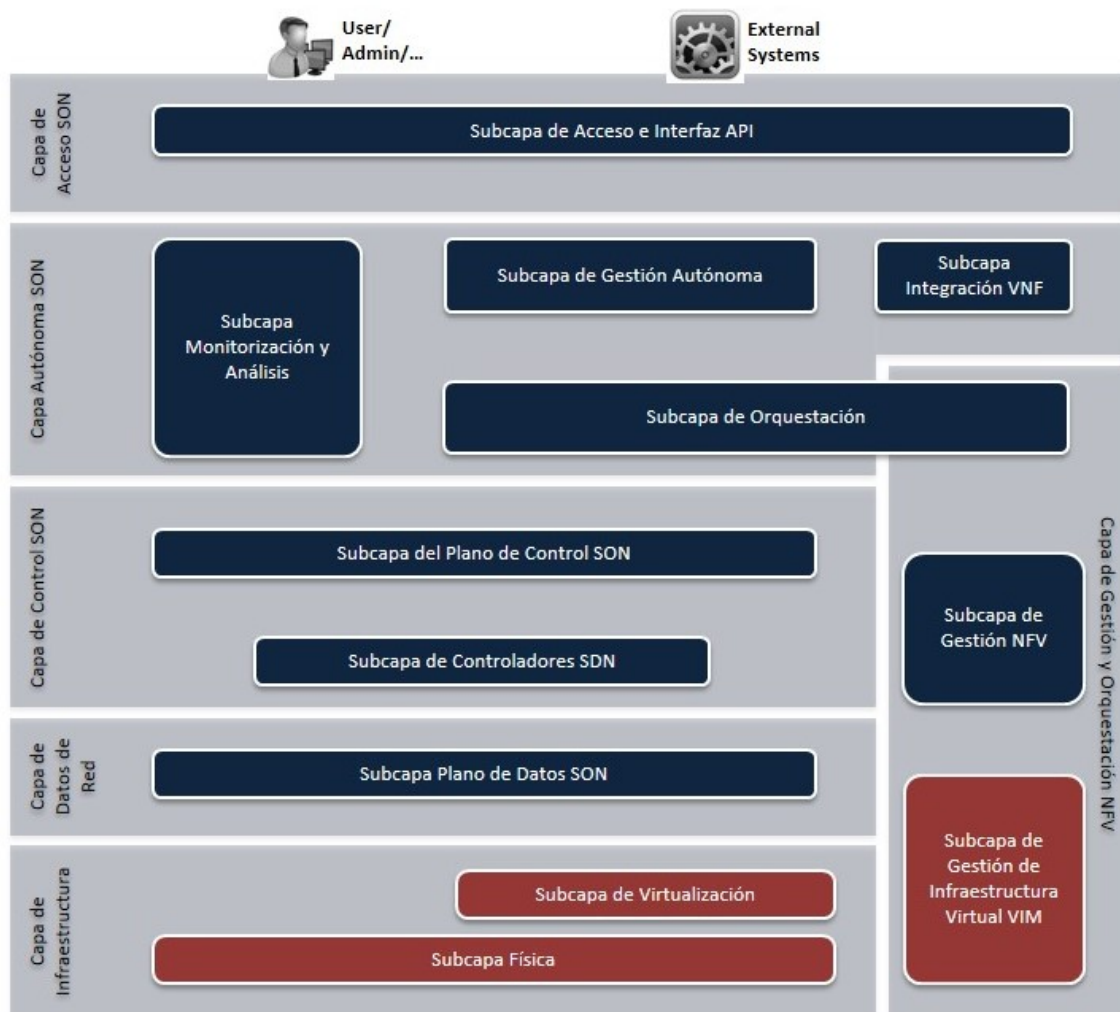 User/
Admin/...
External
Systems
Capa de
Acceso SON
Subcapa de Acceso e Interfaz API
Capa Autónoma SON
Subcapa
Monitorización y
Análisis
Subcapa de Gestión Autónoma
Subcapa
Integración VNF
Subcapa de Orquestación
Capa de Control SON
Subcapa del Plano de Control SON
Subcapa de Controladores SDN
Capa de Gestión y Orquestación NFV
Subcapa de
Gestión NFV
Capa de
Datos de
Red
Subcapa Plano de Datos SON
Subcapa de
Gestión de
Infraestructura
Virtual VIM
Capa de
Infraestructura
Subcapa de Virtualización
Subcapa Física